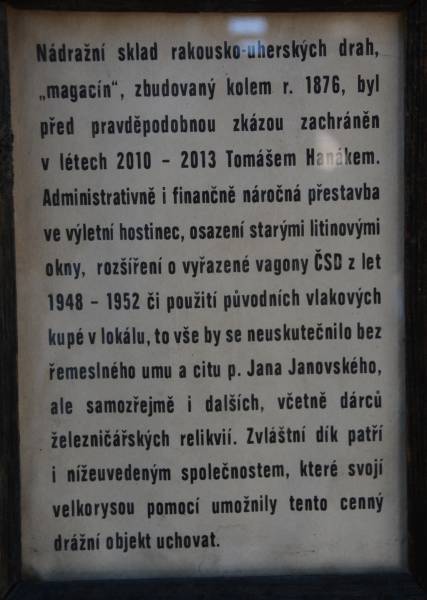 Nádražní sklad rakousko-uherských drah,
„magacín“, zbudovaný kolem r. 1876, byl
před pravděpodobnou zkázou zachráněn
v létech 2010 – 2013 Tomášem Hanákem.
Administrativně i finančně náročná přestavba
ve výletní hostinec, osazení starými litinovými
okny, rozšíření o vyřazené vagony ČSD z let
1948 – 1952 či použití původních vlakových
kupé v lokálu, to vše by se neuskutečnilo bez
řemeslného umu a citu p. Jana Janovského,
ale samozřejmě i dalších, včetně dárců
železničářských relikvií. Zvláštní dík patří
i nížeuvedeným společnostem, které svojí
velkorysou pomocí umožnily tento cenný
drážní objekt uchovat.